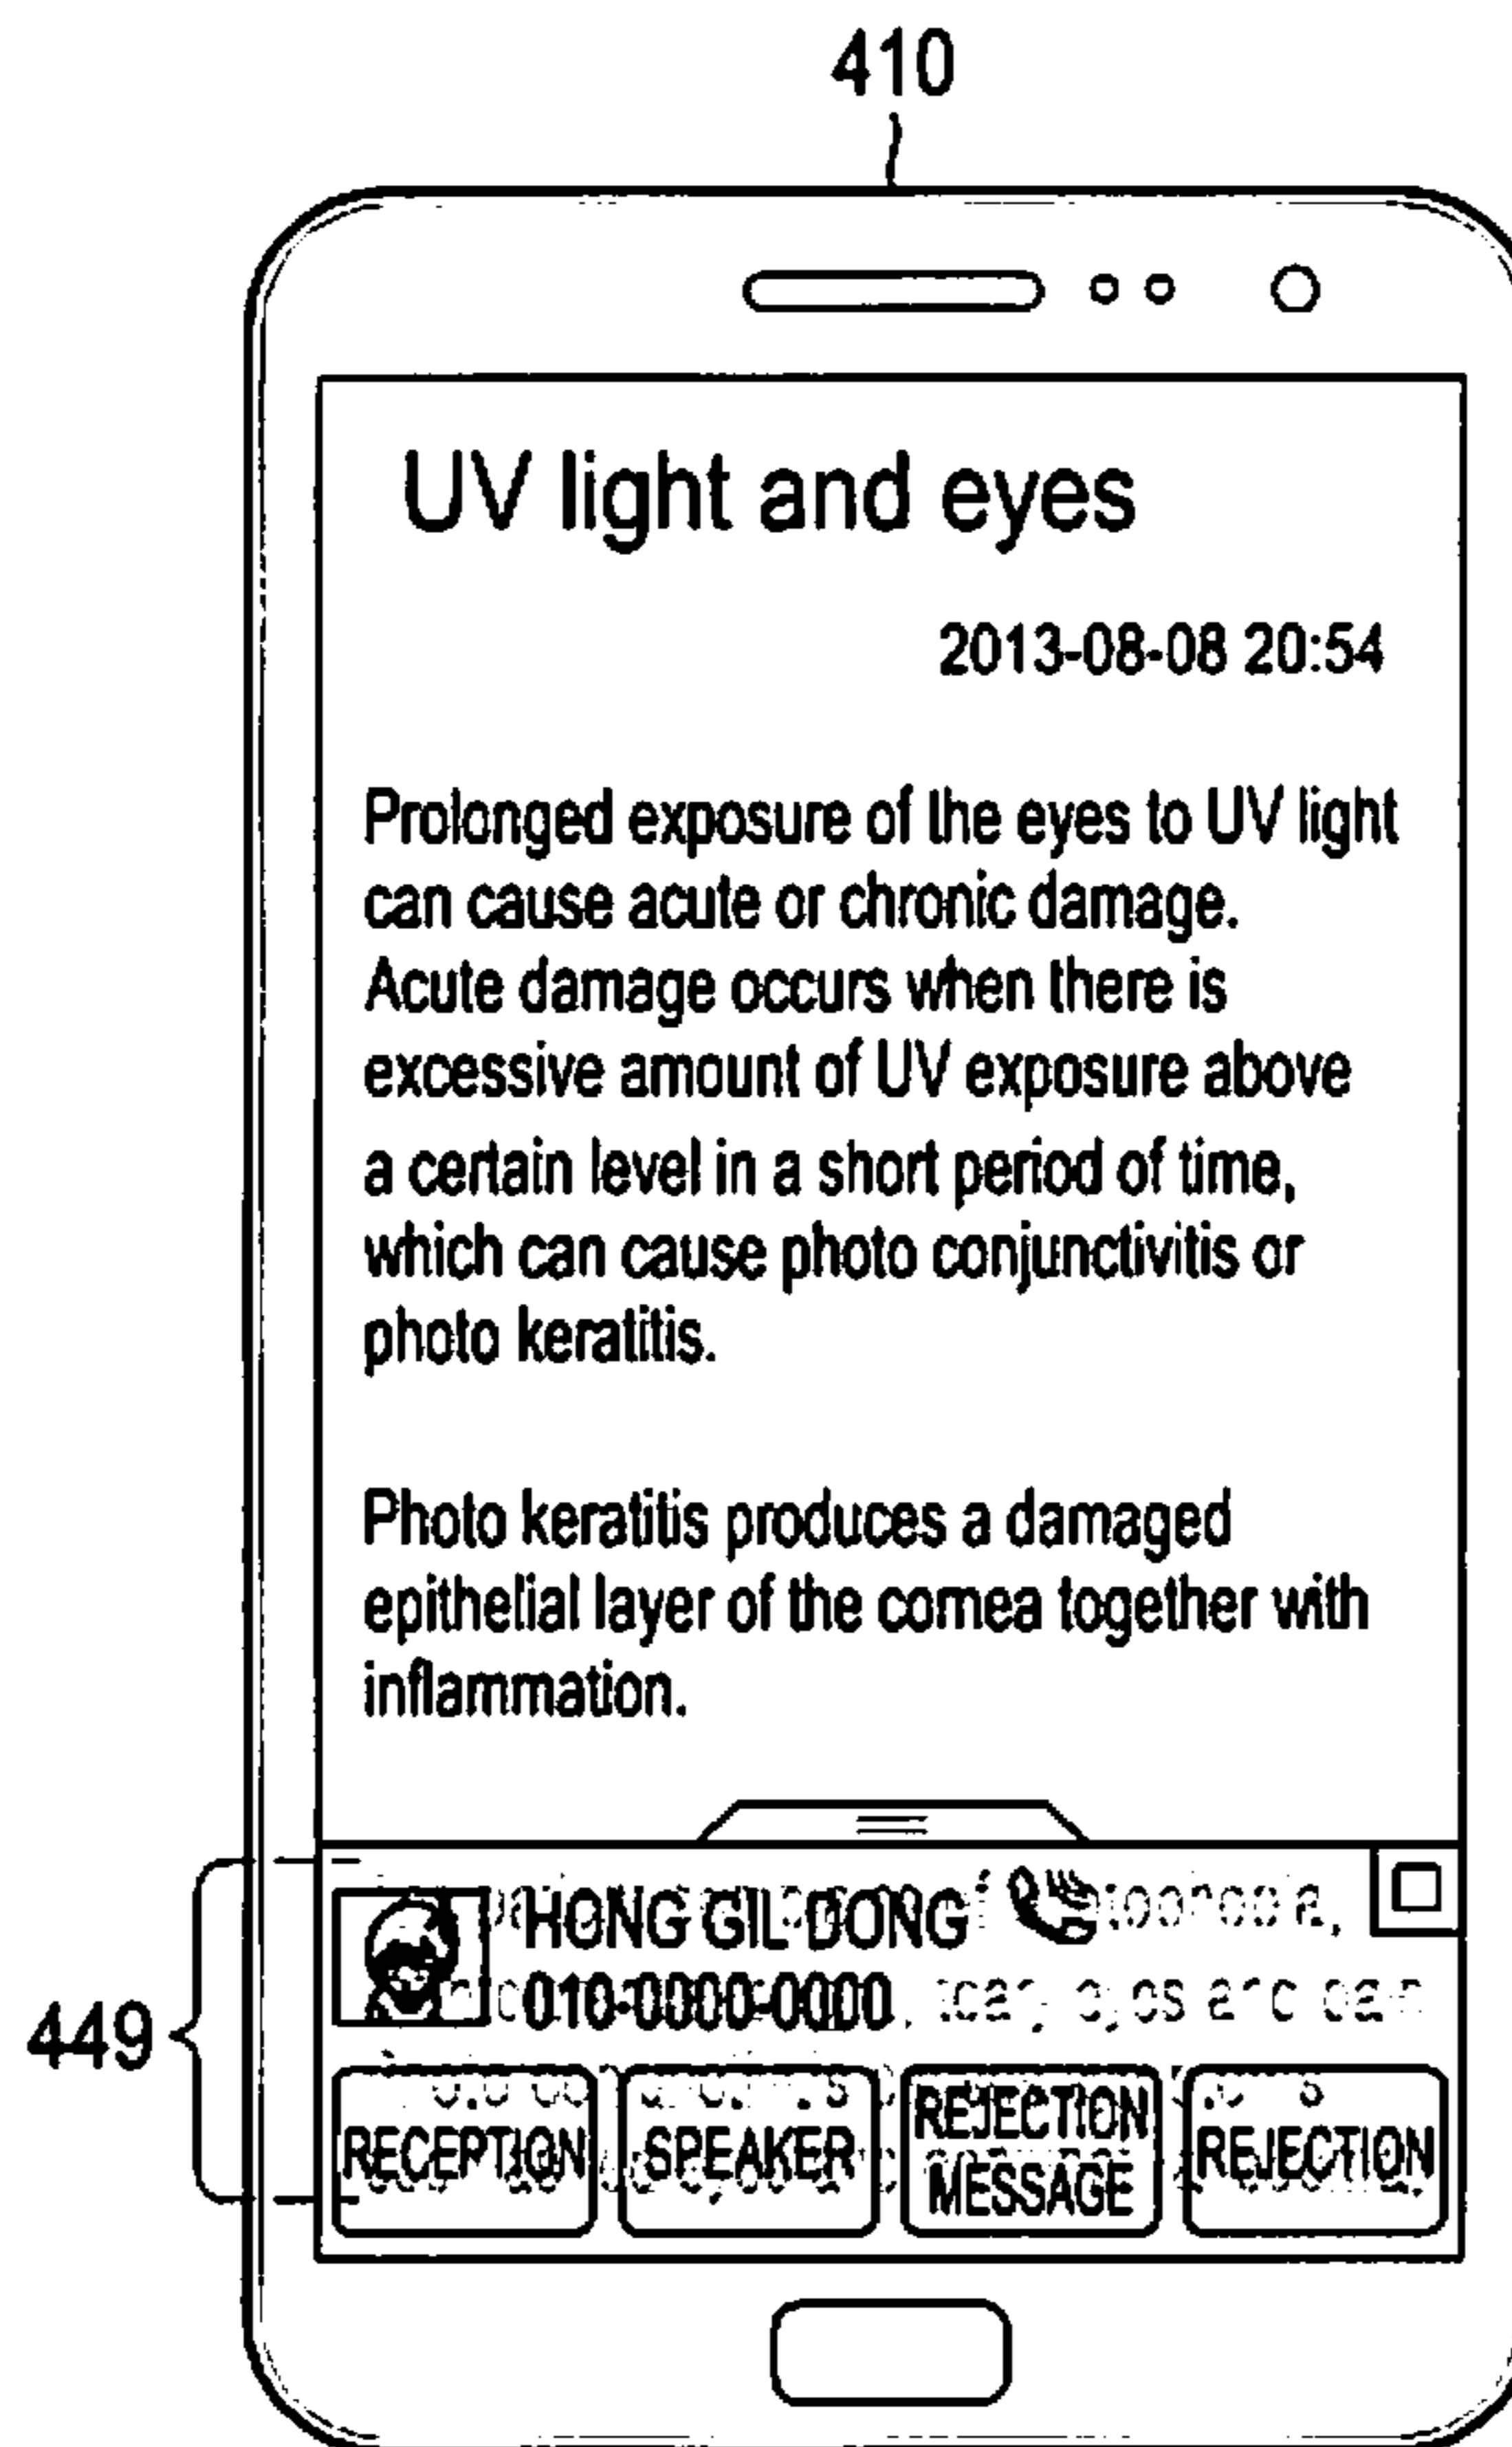 410
UV light and eyes
2013-08-08 20:54
Prolonged exposure of the eyes to UV light
can cause acute or chronic damage.
Acute damage occurs when there is
excessive amount of UV exposure above
a certain level in a short period of time,
which can cause photo conjunctivitis or
photo keratitis.
Photo keratitis produces a damaged
epithelial layer of the cornea together with
inflammation.
HONG GIL DONG
010-0000-0000
eyes and pain
449
RECEPTION SPEAKER REJECTION MESSAGE REJECTION